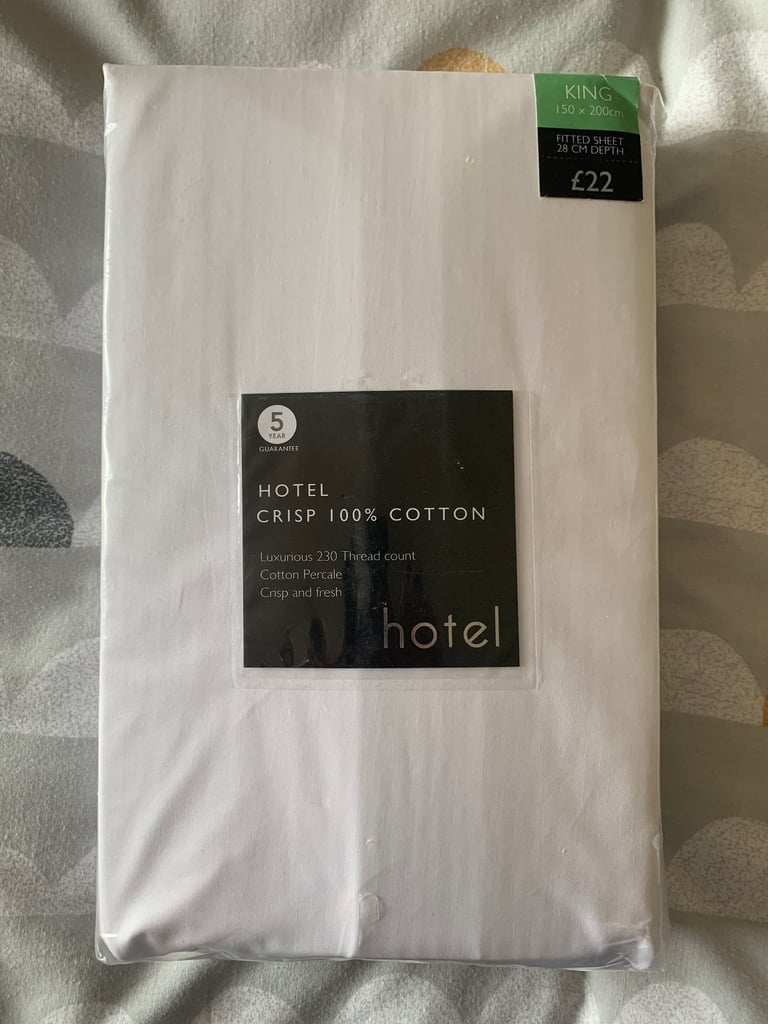 KING
150 x 200cm
FITTED SHEET
28 CM DEPTH
£22
5
YEAR
GUARANTEE
HOTEL
CRISP 100% COTTON
Luxurious 230 Thread count
Cotton Percale
Crisp and fresh
hotel